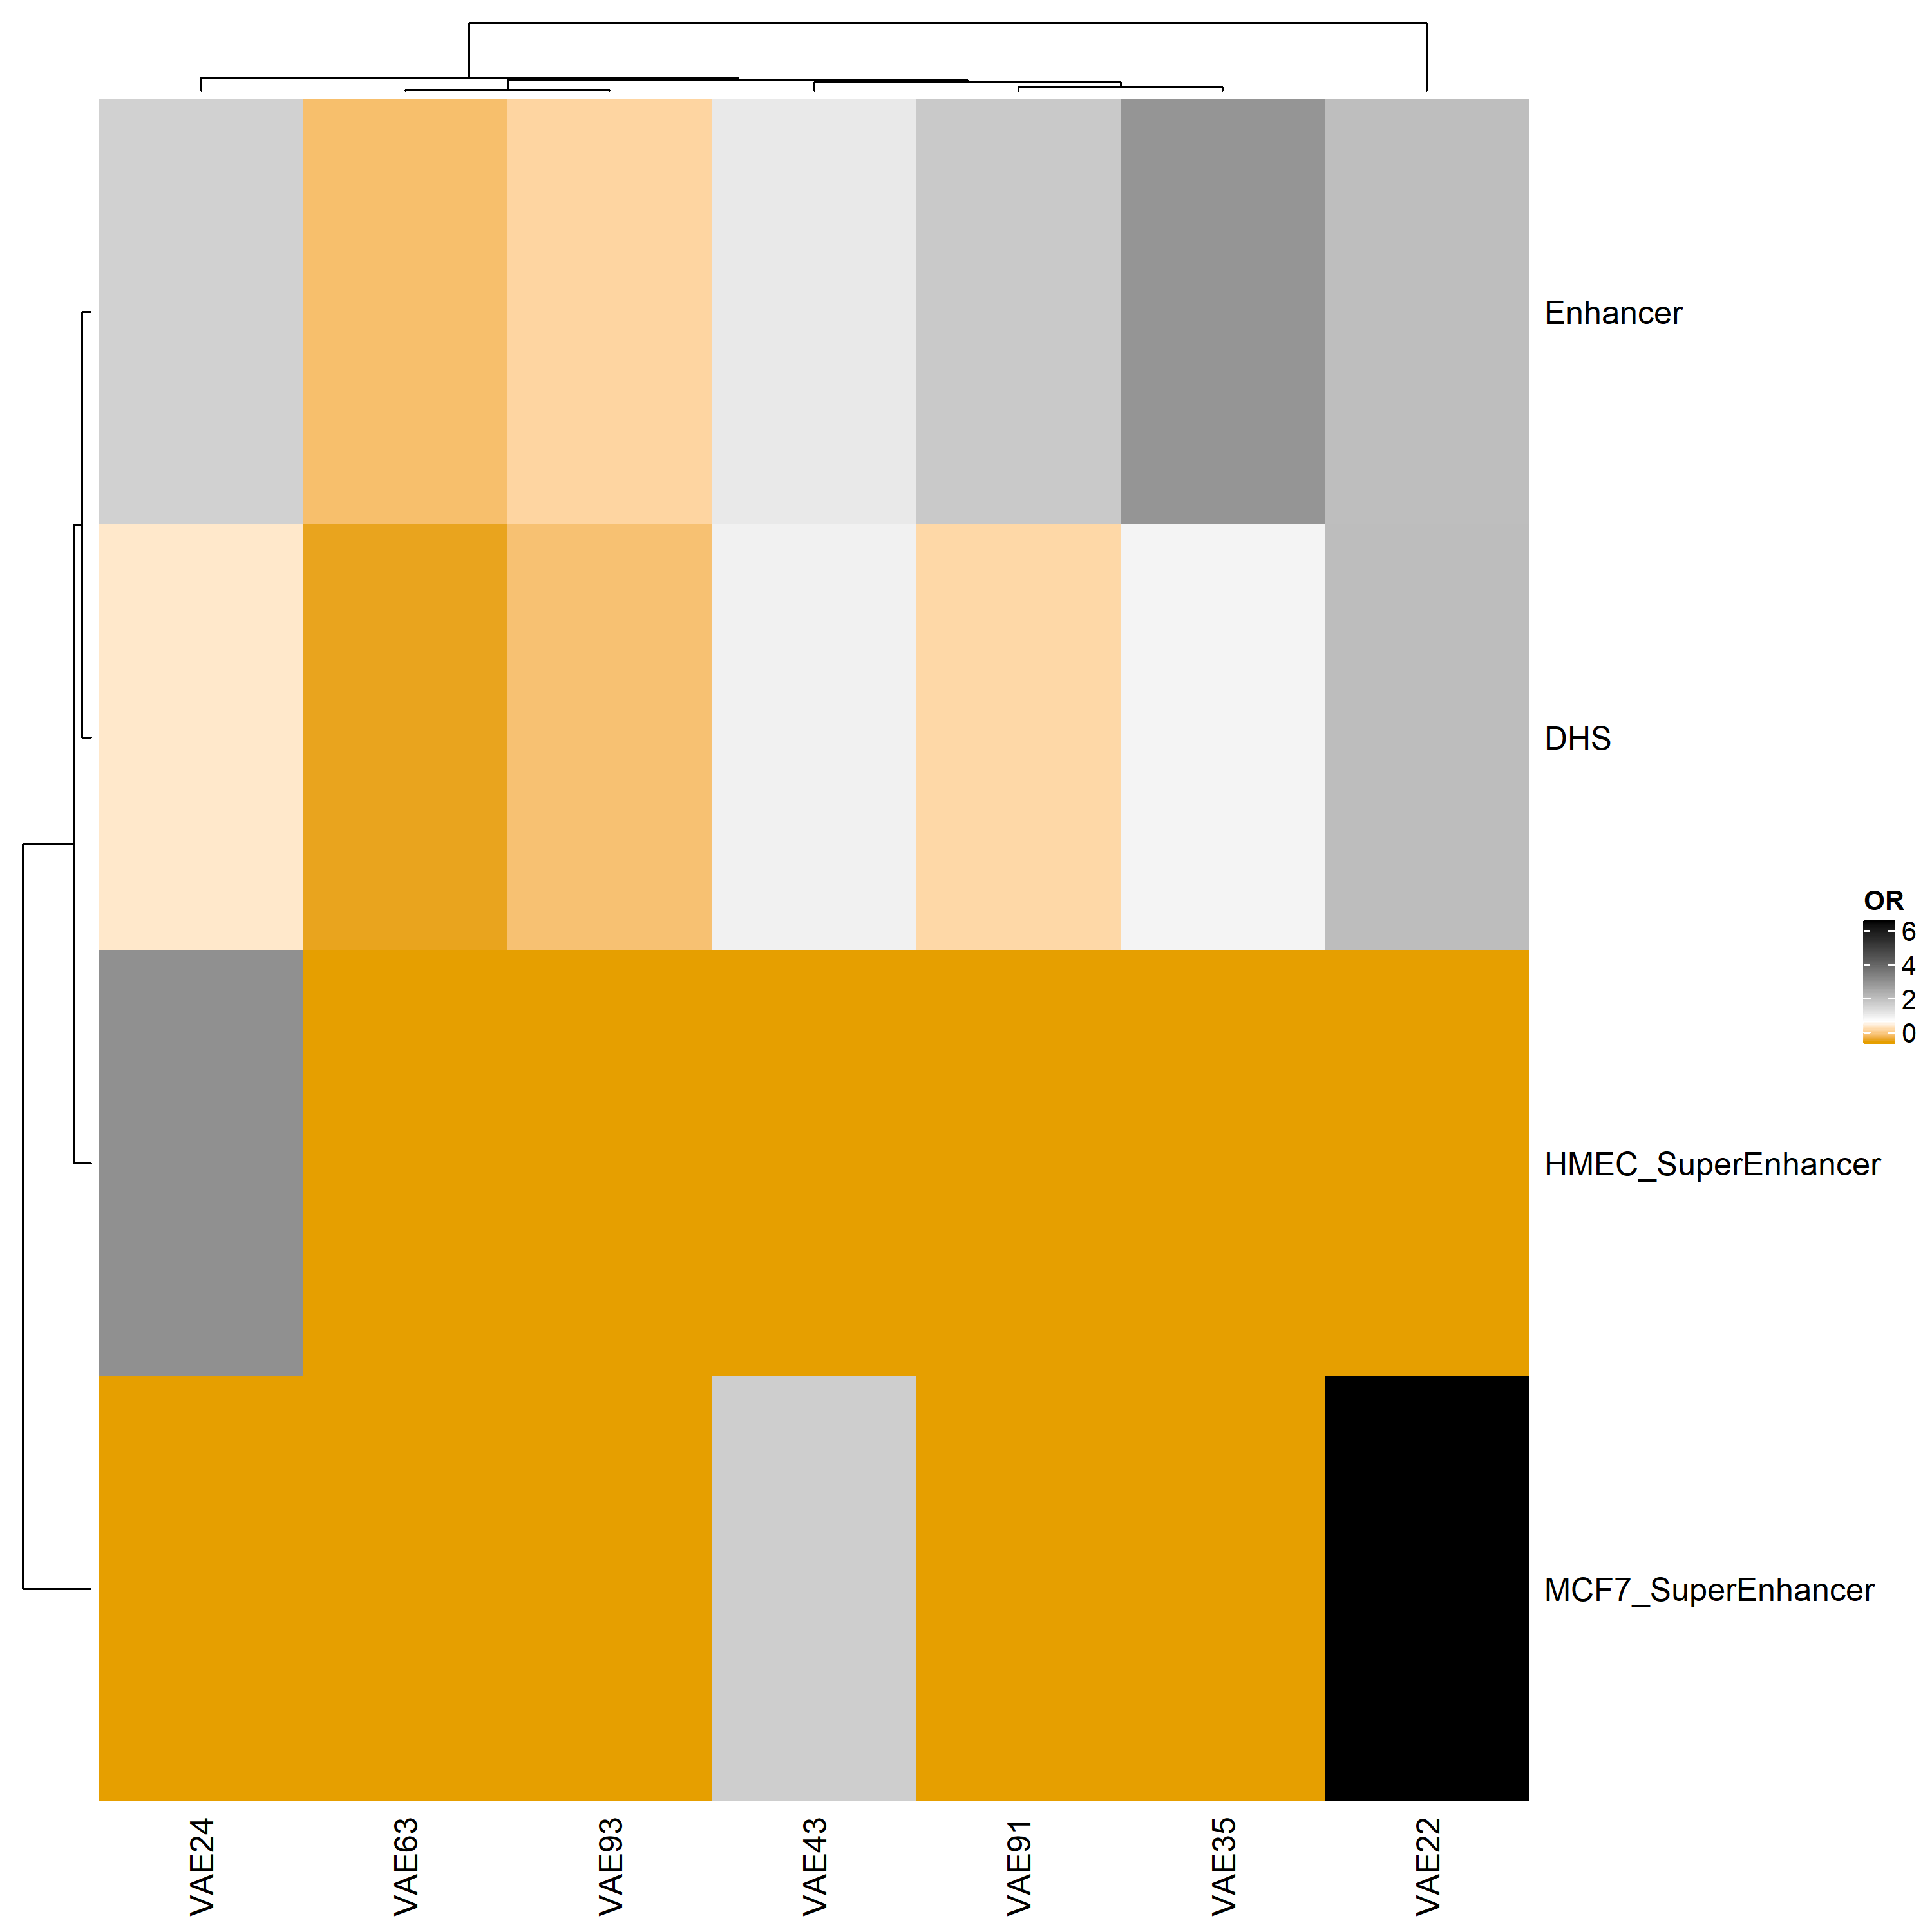 Enhancer
DHS
HMEC_SuperEnhancer
MCF7_SuperEnhancer
OR
6
4
2
0
VAE24
VAE63
VAE93
VAE43
VAE91
VAE35
VAE22